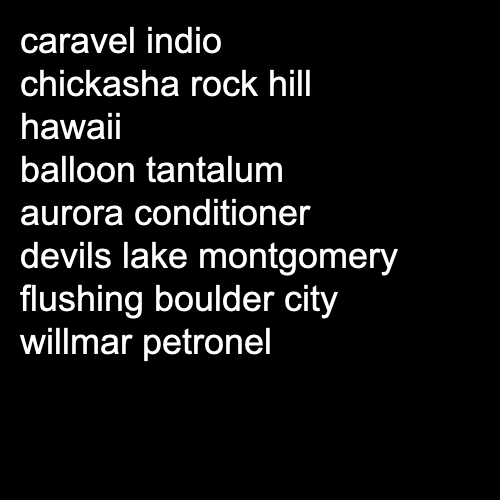 caravel indio
chickasha rock hill
hawaii
balloon tantalum
aurora conditioner
devils lake montgomery
flushing boulder city
willmar petronel